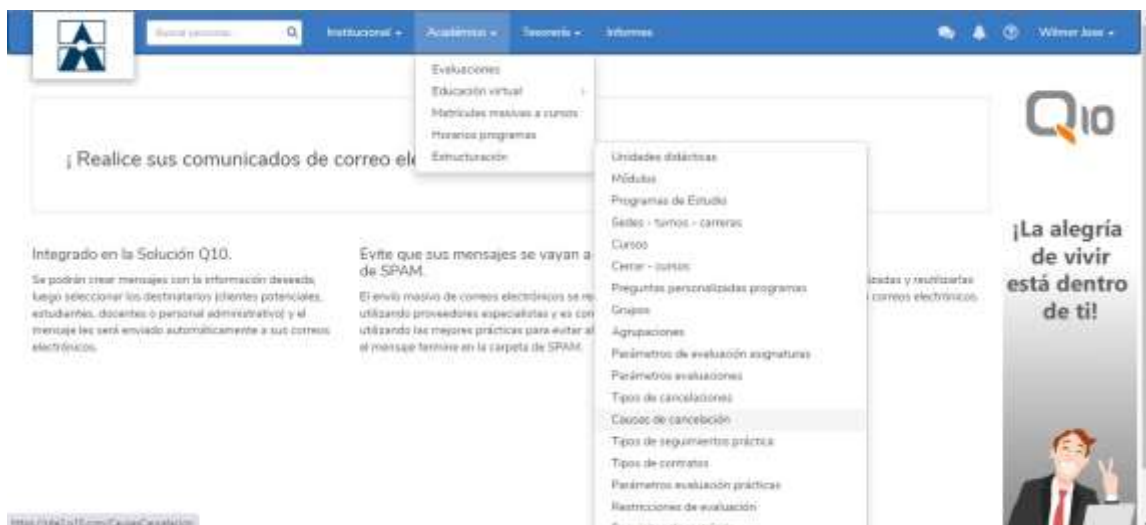 Buscar personas
Institucional
Académico
Tesorería
Informes
Wilmer Jose
Evaluaciones
Educación virtual
Matrículas masivas a cursos
Horarios programas
Estructuración
¡ Realice sus comunicados de correo ele
Unidades didácticas
Módulos
Programas de Estudio
Sedes - turnos - carreras
Cursos
Cerrar - cursos
Preguntas personalizadas programas
Grupos
Agrupaciones
Parámetros de evaluación asignaturas
Parámetros evaluaciones
Tipos de cancelaciones
Causas de cancelación
Tipos de seguimientos práctica
Tipos de contratos
Parámetros evaluación prácticas
Restricciones de evaluación
Integrado en la Solución Q10.
Se podrán crear mensajes con la información deseada,
luego seleccionar los destinatarios (clientes potenciales,
estudiantes, docentes o personal administrativo) y el
mensaje les será enviado automáticamente a sus correos
electrónicos.
Evite que sus mensajes se vayan a
de SPAM.
El envío masivo de correos electrónicos se re
utilizando proveedores especialistas y es con
utilizando las mejores prácticas para evitar
el mensaje termine en la carpeta de SPAM.
izadas y reutilizarlas
correos electrónicos.
Q10
¡La alegría
de vivir
está dentro
de ti!